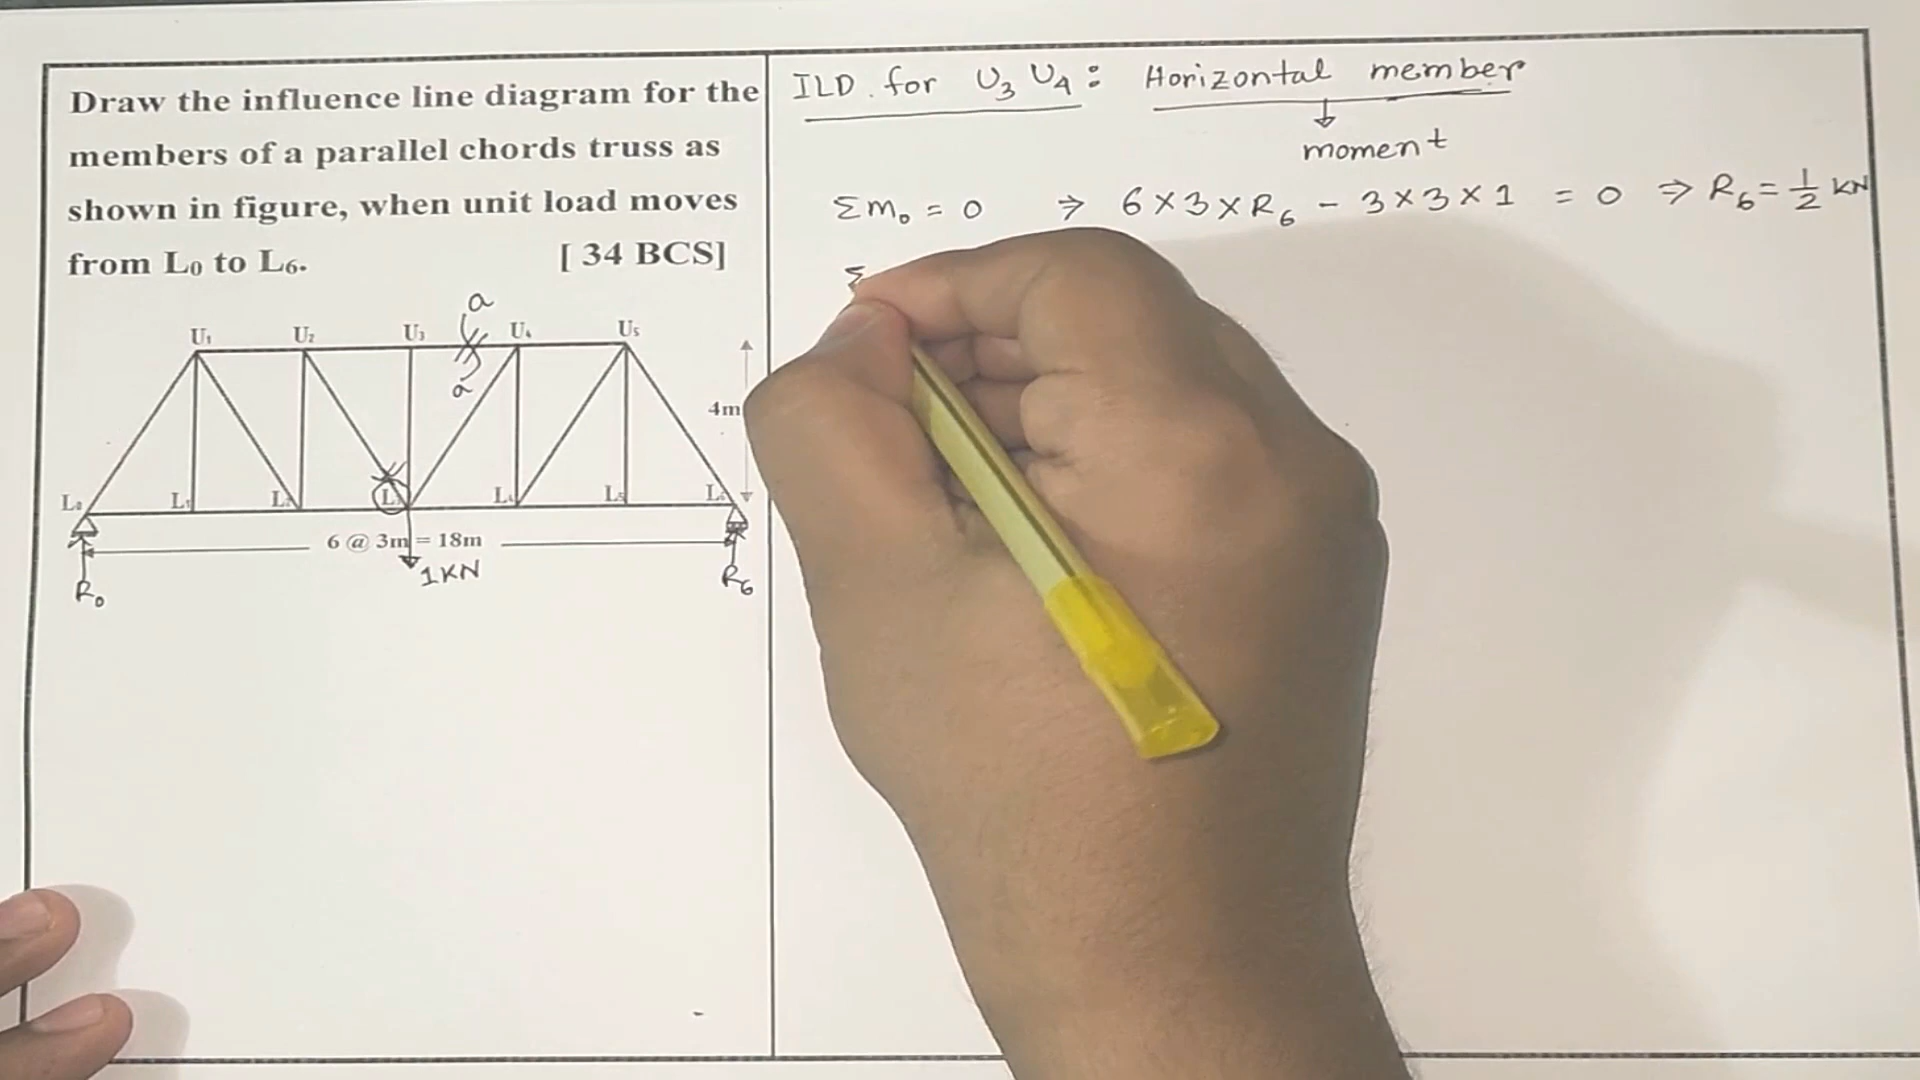 Draw the influence line diagram for the
members of a parallel chords truss as
shown in figure, when unit load moves
from L₀ to L₆. [ 34 BCS]
a
U₁ U₂ U₃ U₄ U₅
a
4m
L₀ L₁ L₂ L₃ L₄ L₅ L₆
6 @ 3m = 18m
1KN
R₀ R₆
ILD. for U₃ U₄ : Horizontal member
↓
moment
Σm₀ = 0 ⇒ 6×3×R₆ - 3×3×1 = 0 ⇒ R₆ = 1/2 KN
Σ